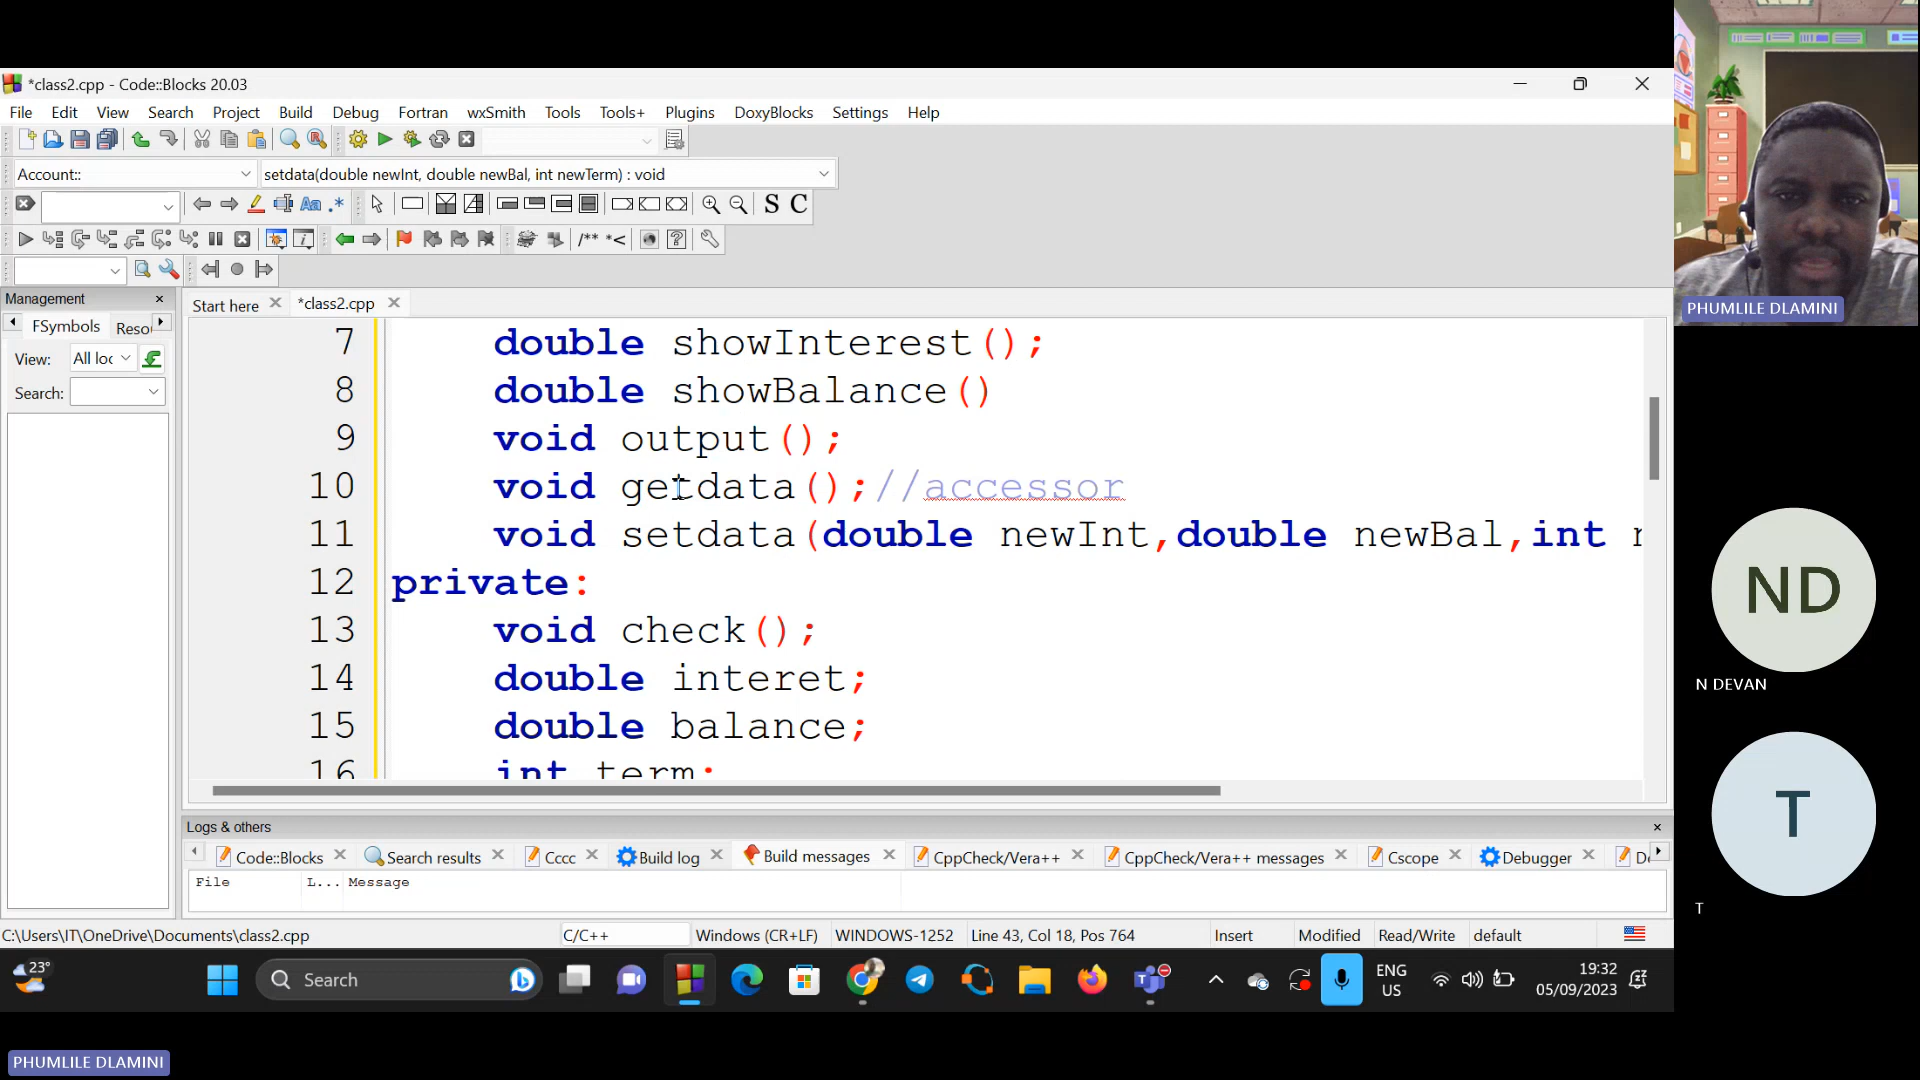 *class2.cpp - Code::Blocks 20.03
File Edit View Search Project Build Debug Fortran wxSmith Tools Tools+ Plugins DoxyBlocks Settings Help
Account:: setdata(double newInt, double newBal, int newTerm) : void
S C
/** *<
Management
Start here *class2.cpp
FSymbols Reso
View: All loc
Search:
7 double showInterest();
8 double showBalance()
9 void output();
10 void getdata();//accessor
11 void setdata(double newInt,double newBal,int n
12 private:
13 void check();
14 double interet;
15 double balance;
16 int term;
Logs & others
Code::Blocks Search results Cccc Build log Build messages CppCheck/Vera++ CppCheck/Vera++ messages Cscope Debugger
File L... Message
C:\Users\IT\OneDrive\Documents\class2.cpp C/C++ Windows (CR+LF) WINDOWS-1252 Line 43, Col 18, Pos 764 Insert Modified Read/Write default
23°
Search
ENG
US
19:32
05/09/2023
PHUMLILE DLAMINI
ND
N DEVAN
T
T
PHUMLILE DLAMINI